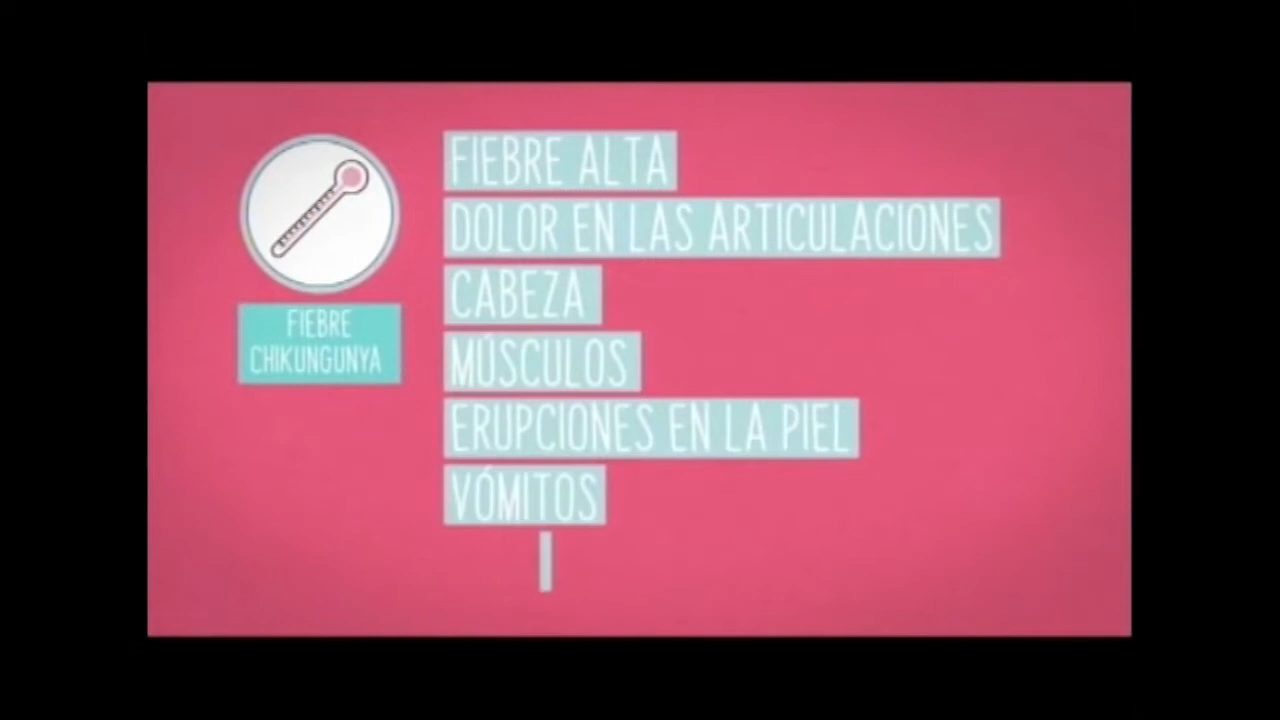 FIEBRE
CHIKUNGUNYA
FIEBRE ALTA
DOLOR EN LAS ARTICULACIONES
CABEZA
MÚSCULOS
ERUPCIONES EN LA PIEL
VÓMITOS